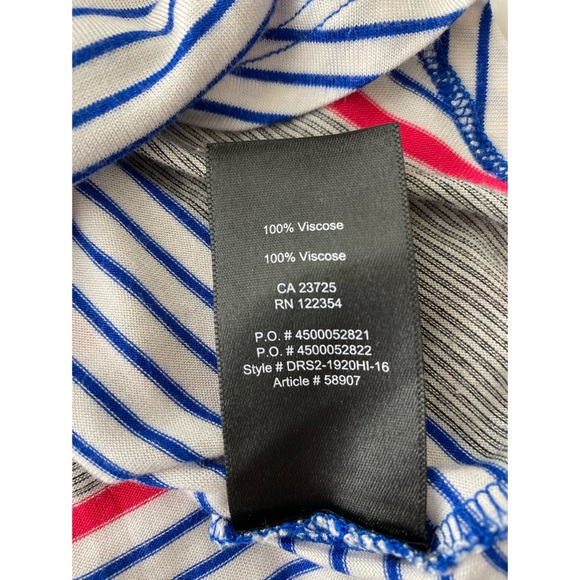 100% Viscose
100% Viscose
CA 23725
RN 122354
P.O. # 4500052821
P.O. # 4500052822
Style # DRS2-1920HI-16
Article # 58907